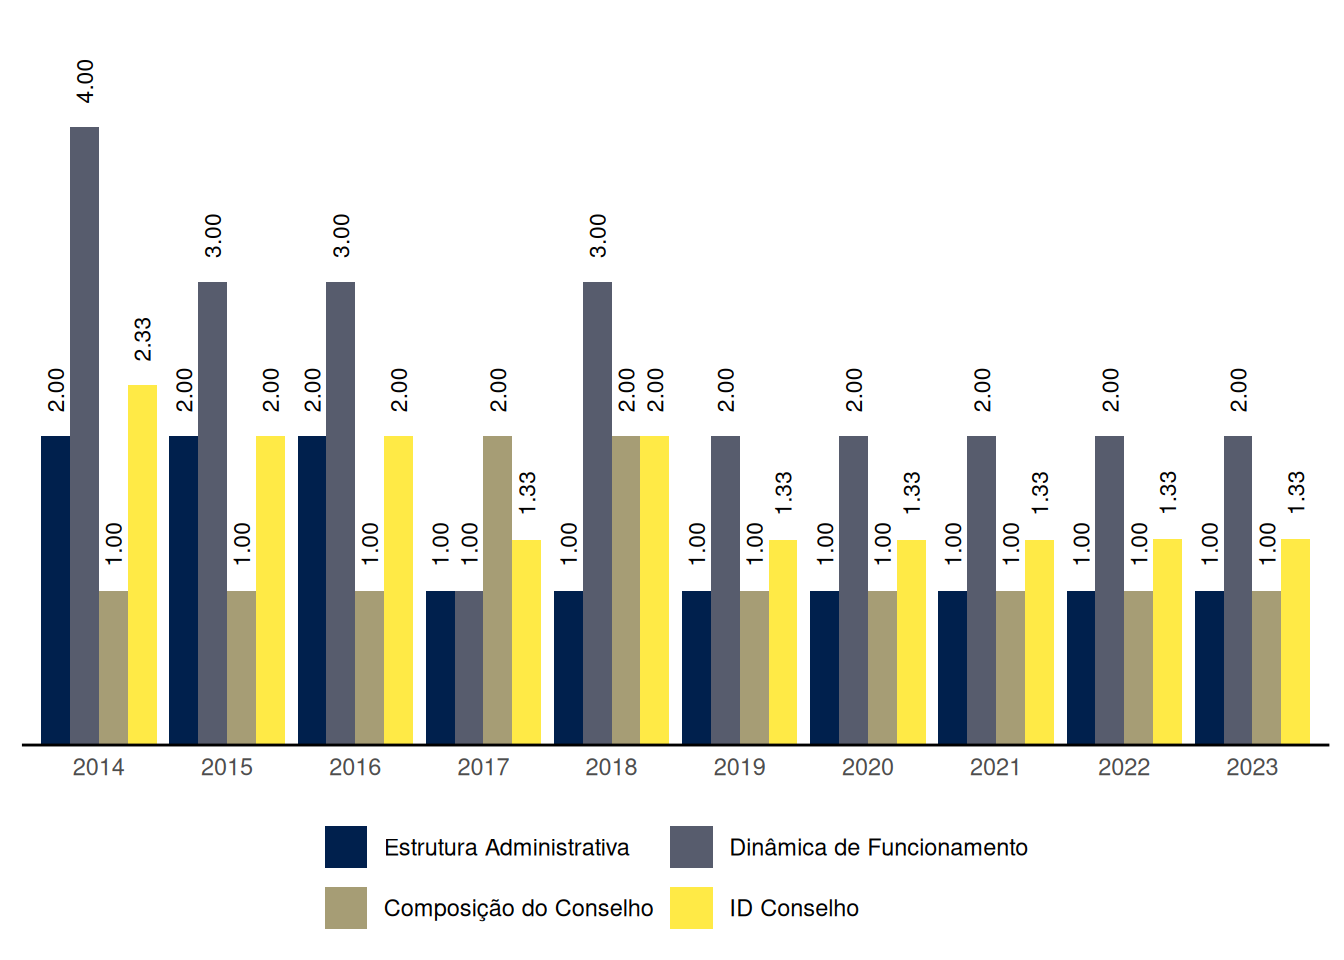 4.00
3.00 3.00 3.00
2.33
2.00 2.00 2.00 2.00 2.00 2.00 2.00 2.00 2.00 2.00 2.00 2.00 2.00
1.33 1.33 1.33 1.33 1.33 1.33
1.00 1.00 1.00 1.00 1.00 1.00 1.00 1.00 1.00 1.00 1.00 1.00 1.00 1.00 1.00 1.00
2014 2015 2016 2017 2018 2019 2020 2021 2022 2023
Estrutura Administrativa Dinâmica de Funcionamento
Composição do Conselho ID Conselho